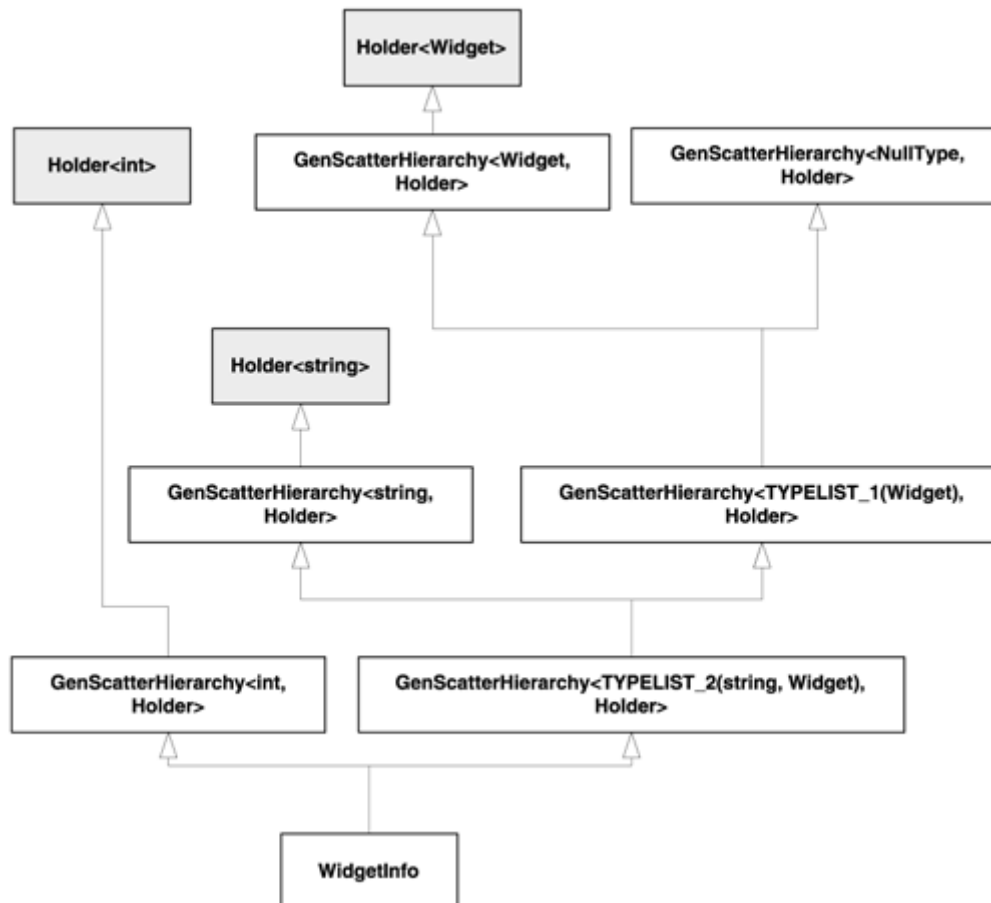 Holder<Widget>
Holder<int>
GenScatterHierarchy<Widget,
Holder>
GenScatterHierarchy<NullType,
Holder>
Holder<string>
GenScatterHierarchy<string,
Holder>
GenScatterHierarchy<TYPELIST_1(Widget),
Holder>
GenScatterHierarchy<int,
Holder>
GenScatterHierarchy<TYPELIST_2(string, Widget),
Holder>
WidgetInfo